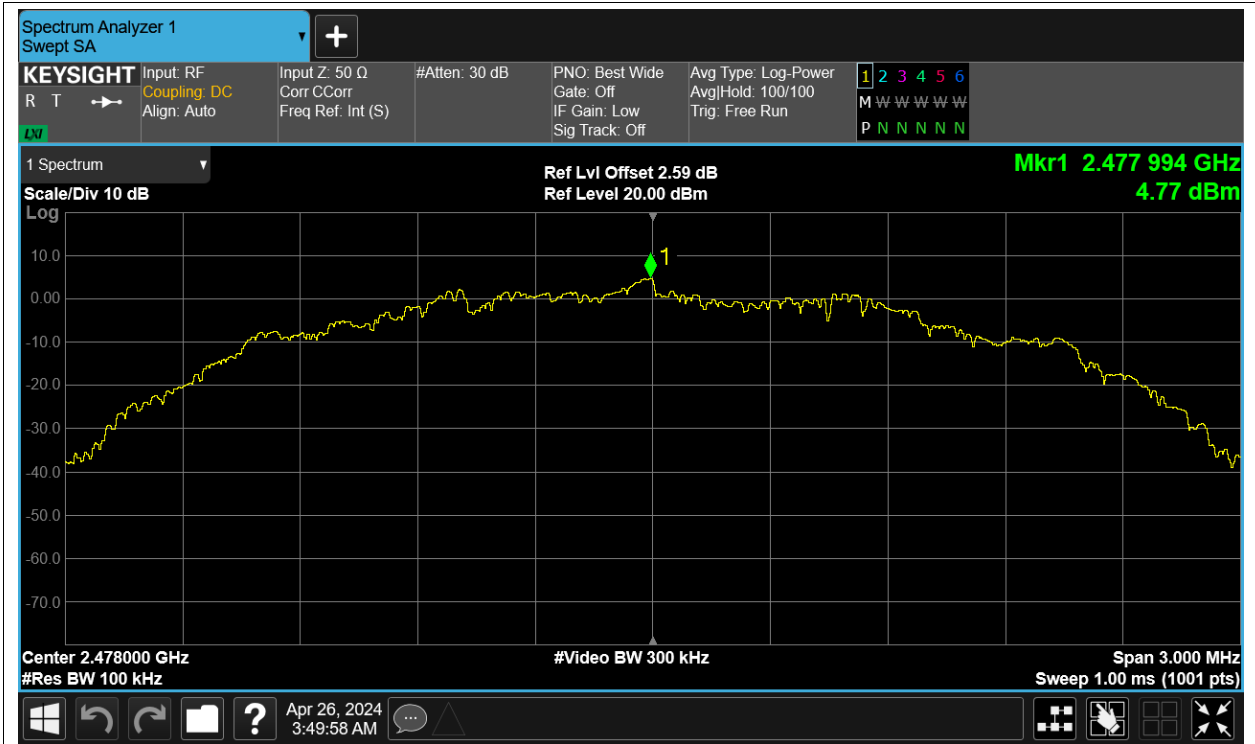 Spectrum Analyzer 1
Swept SA
KEYSIGHT
R T
LXI
Input: RF
Coupling: DC
Align: Auto
Input Z: 50 Ω
Corr CCorr
Freq Ref: Int (S)
#Atten: 30 dB
PNO: Best Wide
Gate: Off
IF Gain: Low
Sig Track: Off
Avg Type: Log-Power
Avg|Hold: 100/100
Trig: Free Run
1 2 3 4 5 6
M W W W W W W
P N N N N N
1 Spectrum
Scale/Div 10 dB
Log
Ref Lvl Offset 2.59 dB
Ref Level 20.00 dBm
Mkr1 2.477 994 GHz
4.77 dBm
1
10.0
0.00
-10.0
-20.0
-30.0
-40.0
-50.0
-60.0
-70.0
Center 2.478000 GHz
#Res BW 100 kHz
#Video BW 300 kHz
Span 3.000 MHz
Sweep 1.00 ms (1001 pts)
?
Apr 26, 2024
3:49:58 AM